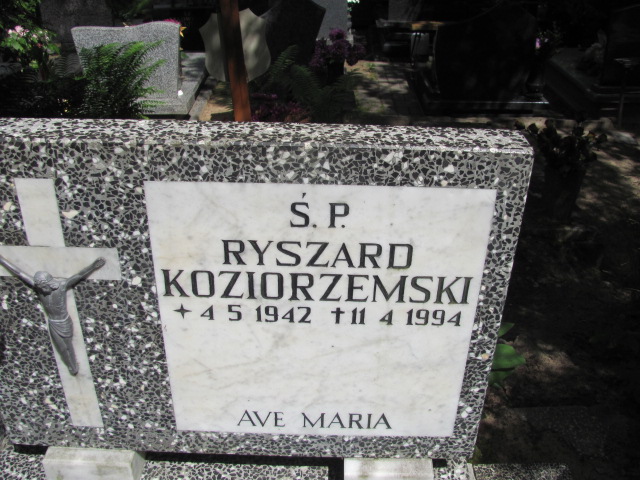 Ś. P.
RYSZARD
KOZIORZEMSKI
✦ 4 5 1942 ✝ 11 4 1994
AVE MARIA